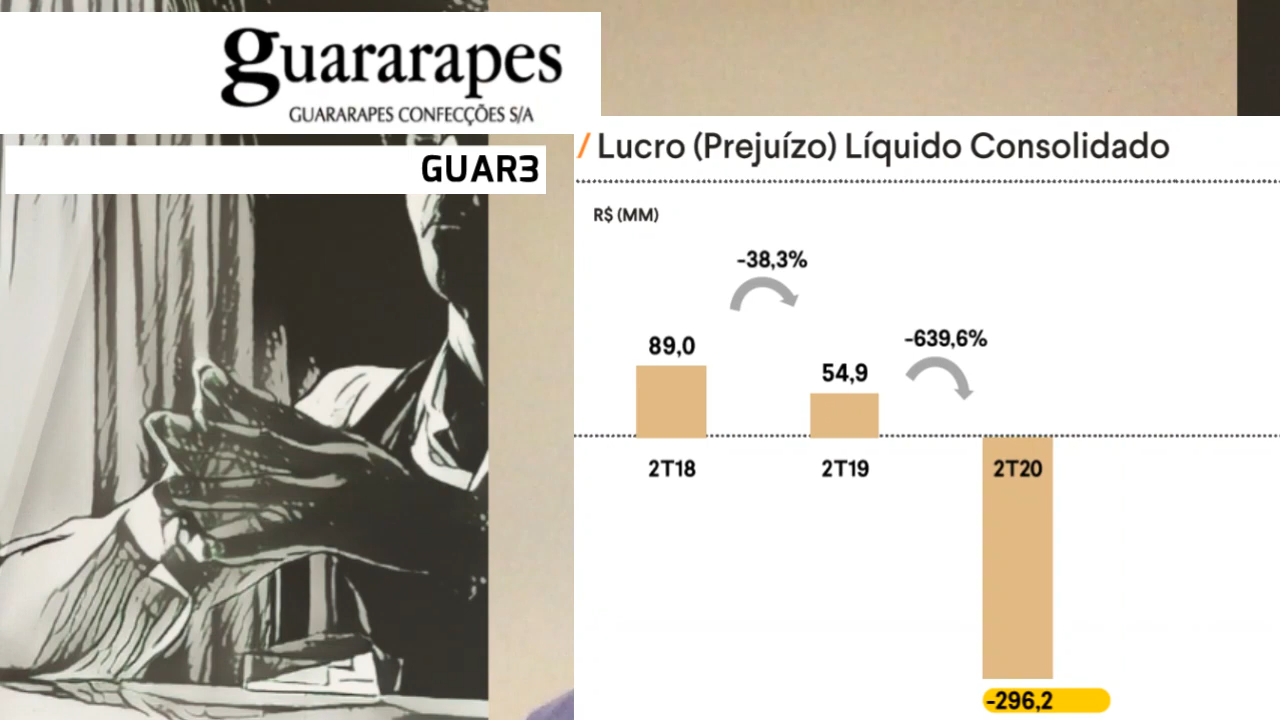 guararapes
GUARARAPES CONFECÇÕES S/A
GUAR3
/ Lucro (Prejuízo) Líquido Consolidado
R$ (MM)
-38,3%
-639,6%
89,0
54,9
2T18
2T19
2T20
-296,2